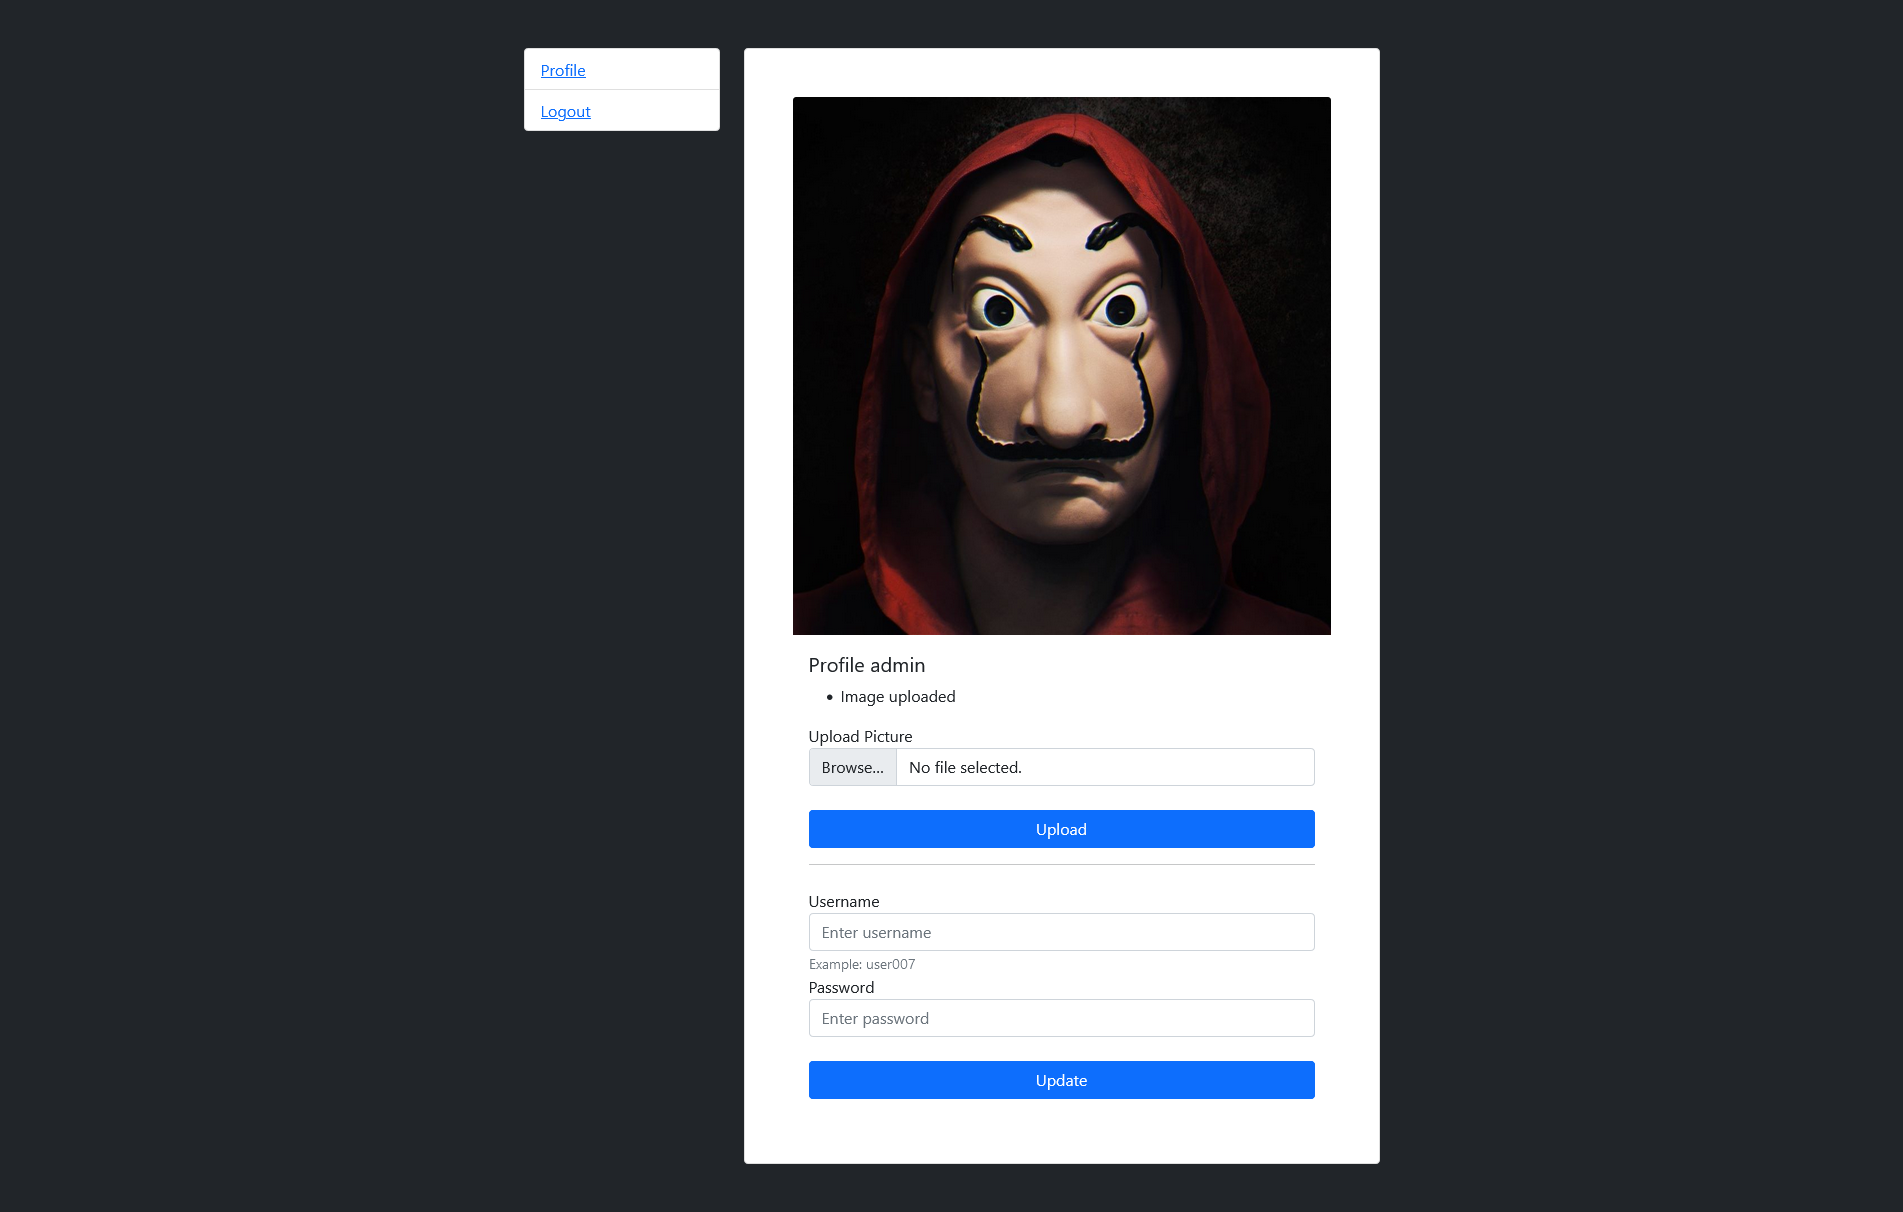 Profile
Logout
Profile admin
Image uploaded
Upload Picture
Browse... No file selected.
Upload
Username
Enter username
Example: user007
Password
Enter password
Update